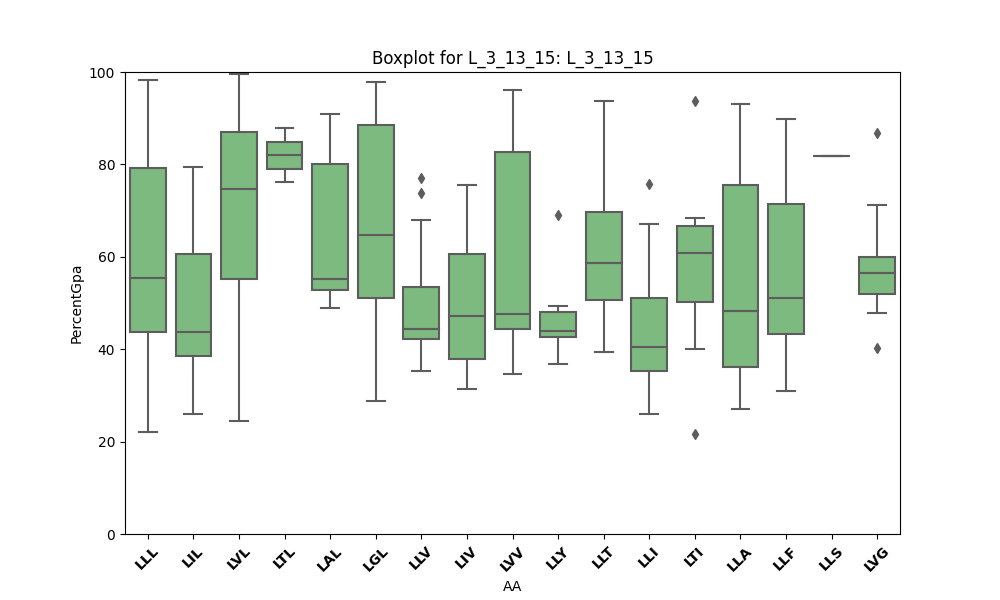 Boxplot for L_3_13_15: L_3_13_15
100
80
60
40
20
0
PercentGpa
LLL LIL LVL LTL LAL LGL LLV LIV LVV LLY LLT LLI LTI LLA LLF LLS LVG
AA